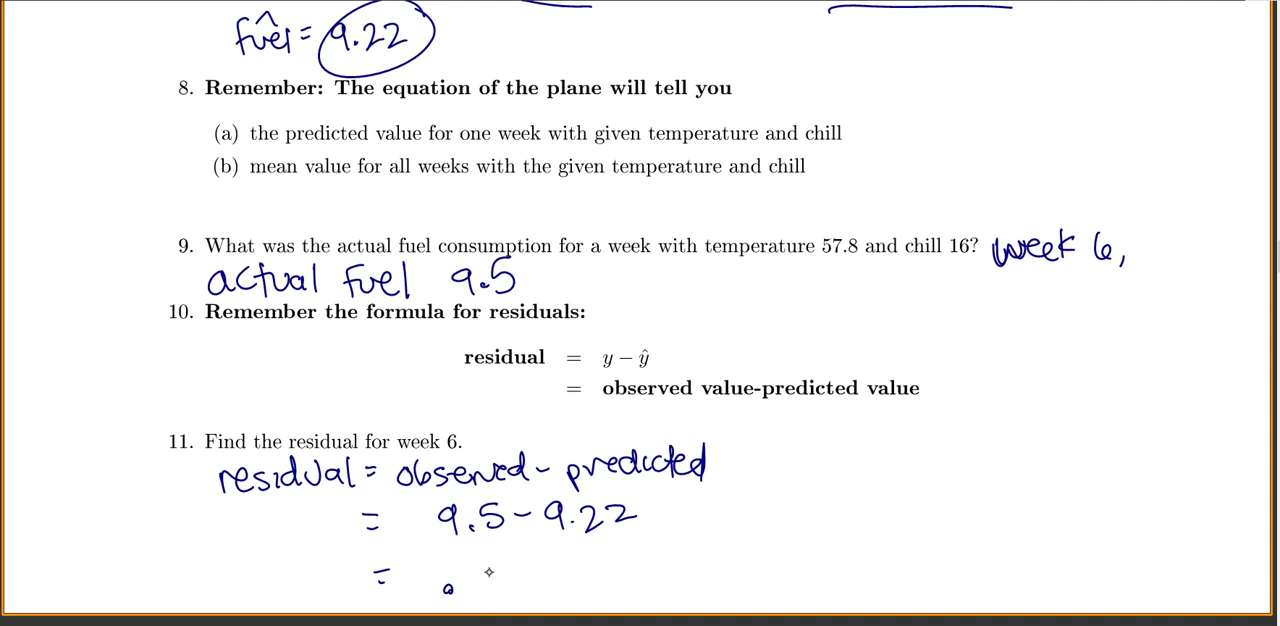 fuel̂ = 9.22
8. Remember: The equation of the plane will tell you
(a) the predicted value for one week with given temperature and chill
(b) mean value for all weeks with the given temperature and chill
9. What was the actual fuel consumption for a week with temperature 57.8 and chill 16? week 6,
actual fuel 9.5
10. Remember the formula for residuals:
residual = y − ŷ
= observed value-predicted value
11. Find the residual for week 6.
residual = observed - predicted
= 9.5 - 9.22
= .